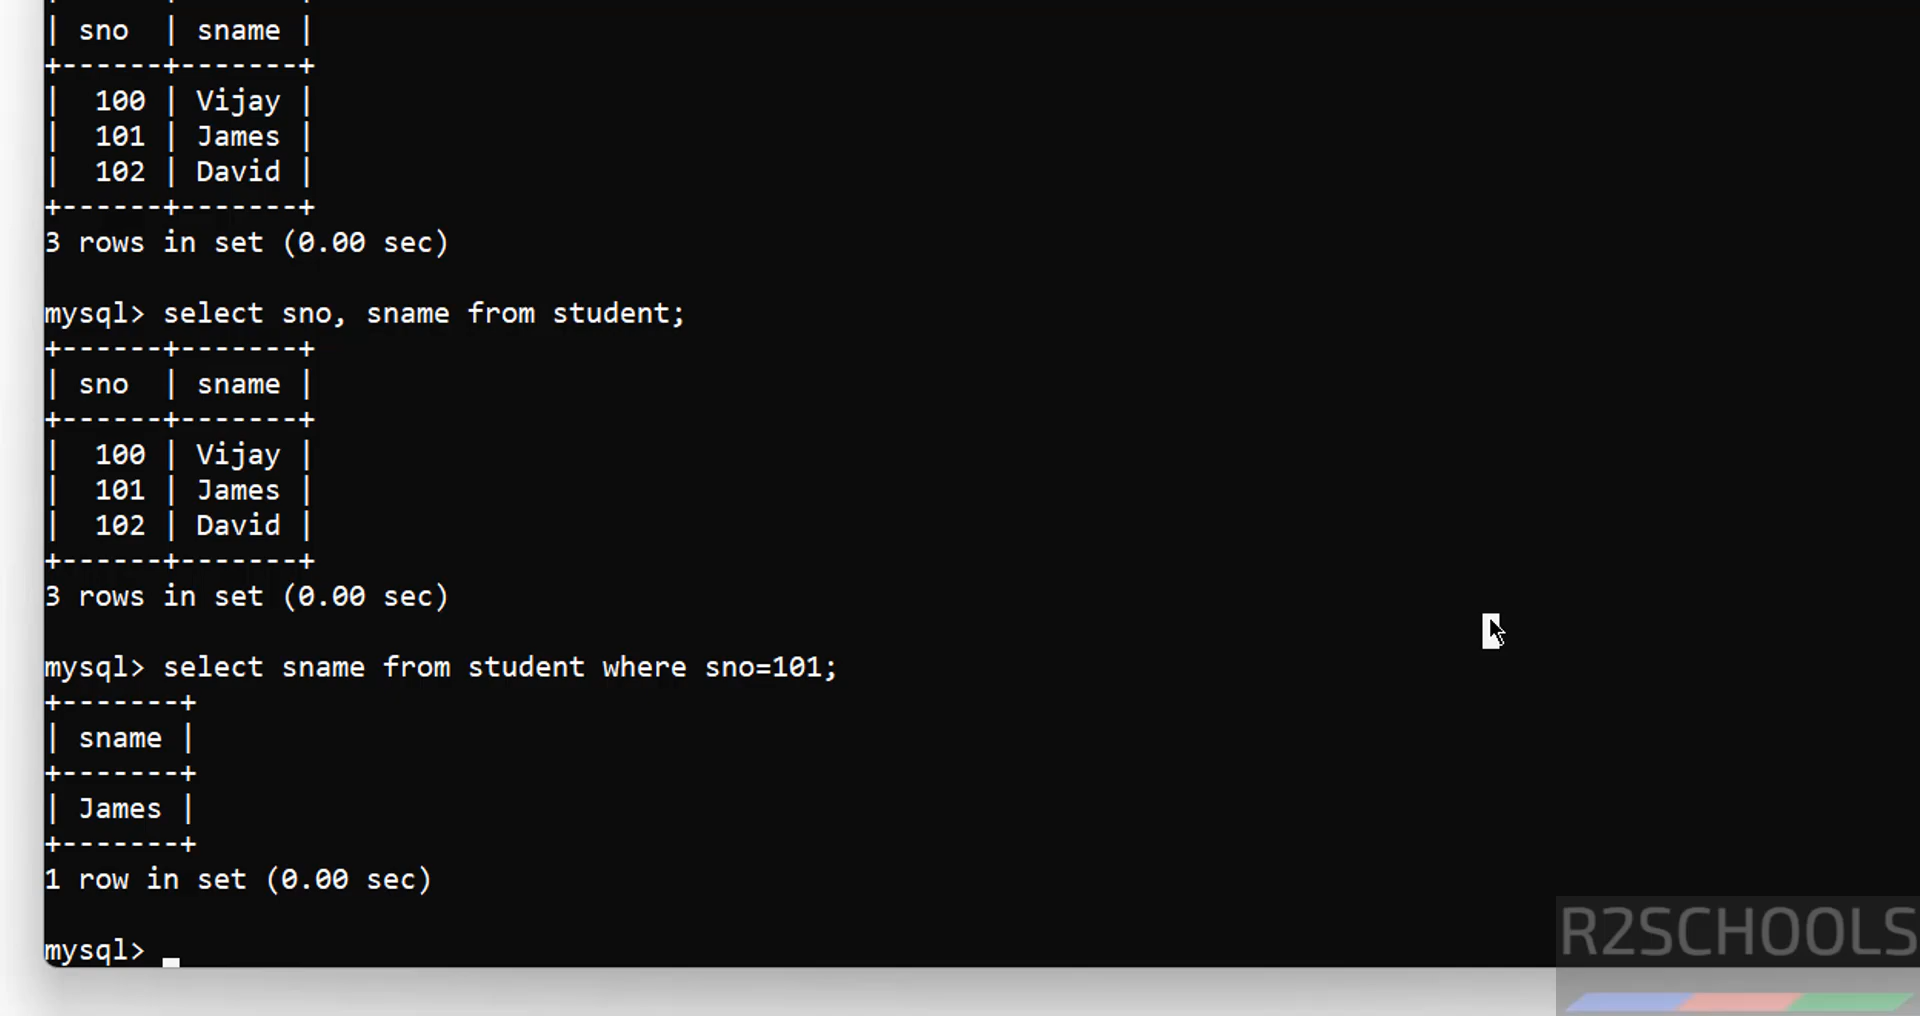 | sno  | sname |
+------+-------+
|  100 | Vijay |
|  101 | James |
|  102 | David |
+------+-------+
3 rows in set (0.00 sec)

mysql> select sno, sname from student;
+------+-------+
| sno  | sname |
+------+-------+
|  100 | Vijay |
|  101 | James |
|  102 | David |
+------+-------+
3 rows in set (0.00 sec)

mysql> select sname from student where sno=101;
+-------+
| sname |
+-------+
| James |
+-------+
1 row in set (0.00 sec)

mysql>
R2SCHOOLS